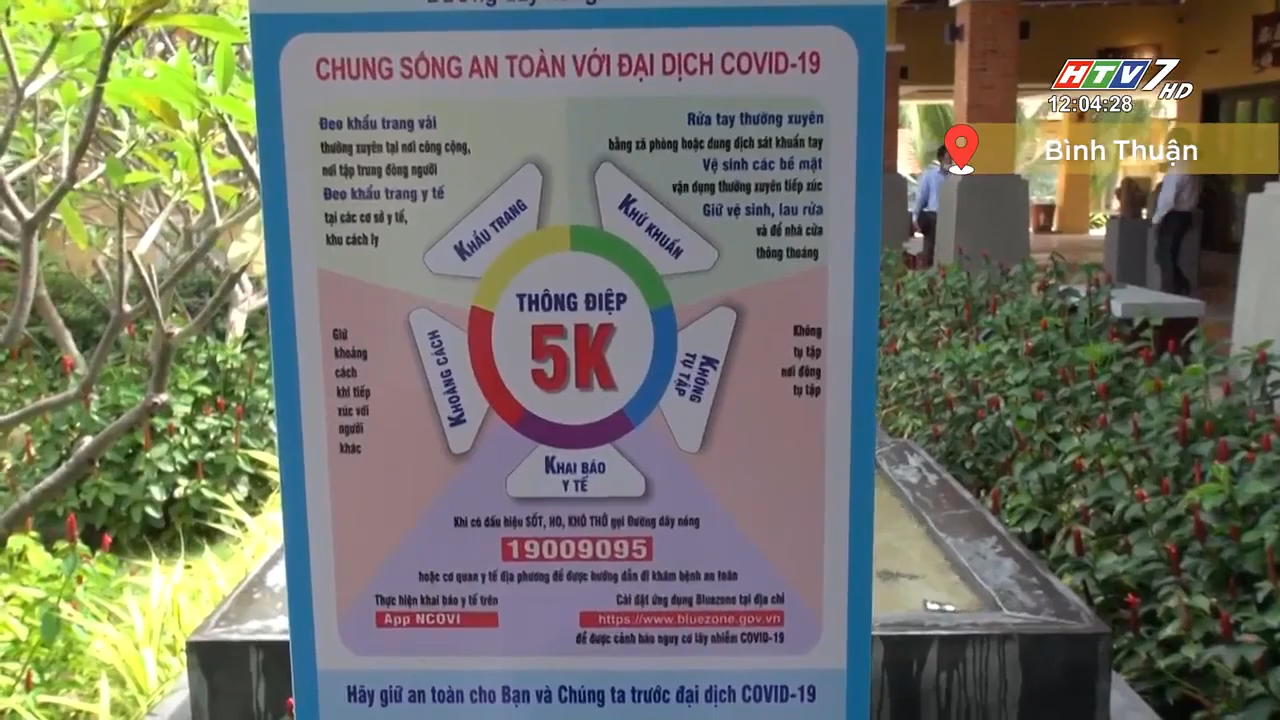 CHUNG SỐNG AN TOÀN VỚI ĐẠI DỊCH COVID-19
HTV7 HD
12:04:28
Bình Thuận
Đeo khẩu trang vải
thường xuyên tại nơi công cộng,
nơi tập trung đông người
Đeo khẩu trang y tế
tại các cơ sở y tế,
khu cách ly
Rửa tay thường xuyên
bằng xà phòng hoặc dung dịch sát khuẩn tay
Vệ sinh các bề mặt
vận dụng thường xuyên tiếp xúc
Giữ vệ sinh, lau rửa
và để nhà cửa
thông thoáng
KHẨU TRANG
KHỬ KHUẨN
THÔNG ĐIỆP
5K
KHOẢNG CÁCH
KHÔNG
TỤ TẬP
Giữ
khoảng
cách
khi tiếp
xúc với
người
khác
Không
tụ tập
nơi đông
tụ tập
KHAI BÁO
Y TẾ
Khi có dấu hiệu SỐT, HO, KHÓ THỞ gọi Đường dây nóng
19009095
hoặc cơ quan y tế địa phương để được hướng dẫn đi khám bệnh an toàn
Thực hiện khai báo y tế trên
App NCOVI
Cài đặt ứng dụng Bluezone tại địa chỉ
https://www.bluezone.gov.vn
để được cảnh báo nguy cơ lây nhiễm COVID-19
Hãy giữ an toàn cho Bạn và Chúng ta trước đại dịch COVID-19